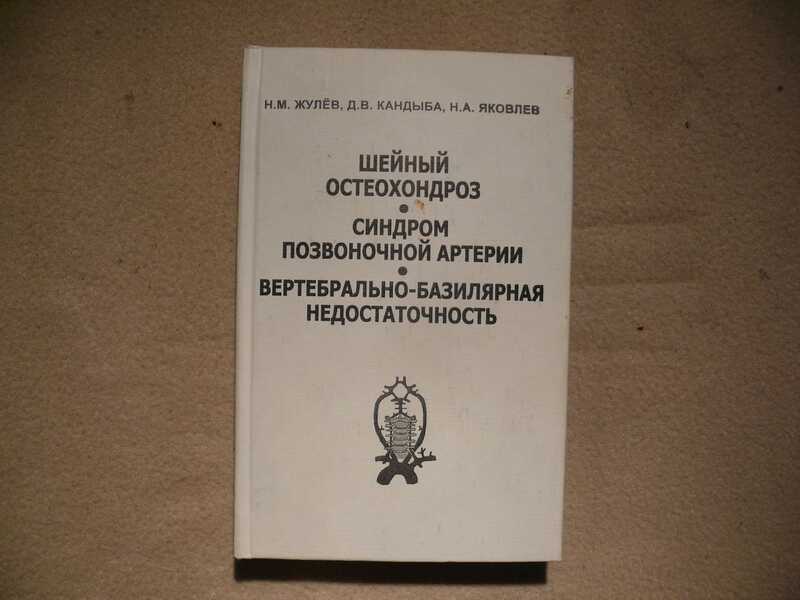 Н.М. ЖУЛЁВ, Д.В. КАНДЫБА, Н.А. ЯКОВЛЕВ
ШЕЙНЫЙ
ОСТЕОХОНДРОЗ
•
СИНДРОМ
ПОЗВОНОЧНОЙ АРТЕРИИ
•
ВЕРТЕБРАЛЬНО-БАЗИЛЯРНАЯ
НЕДОСТАТОЧНОСТЬ